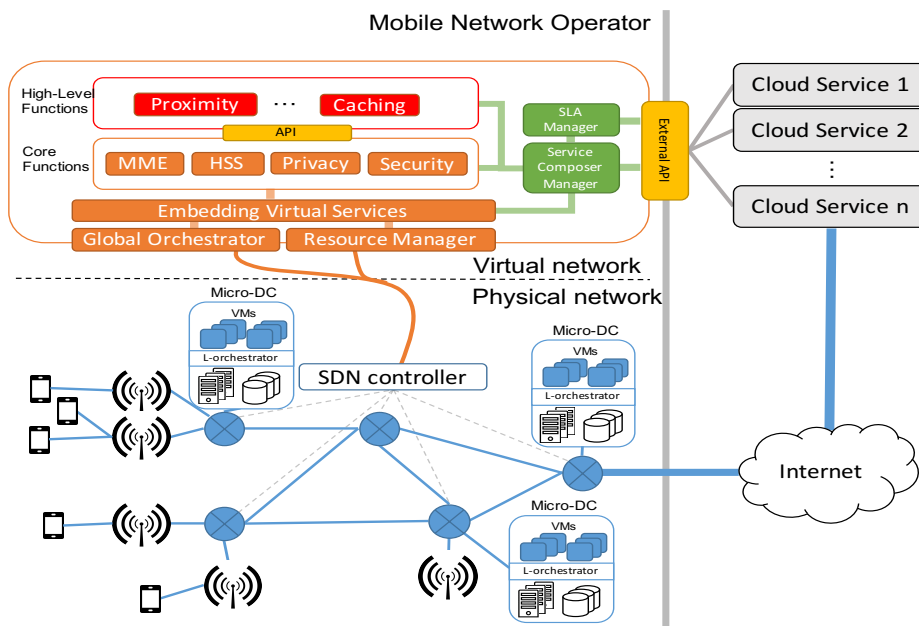 Mobile Network Operator
High-Level
Functions
Proximity
...
Caching
API
Core
Functions
MME
HSS
Privacy
Security
SLA
Manager
Service
Composer
Manager
External API
Cloud Service 1
Cloud Service 2
⋮
Cloud Service n
Embedding Virtual Services
Global Orchestrator
Resource Manager
Virtual network
Physical network
Micro-DC
VMs
L-orchestrator
SDN controller
Micro-DC
VMs
L-orchestrator
Internet
Micro-DC
VMs
L-orchestrator